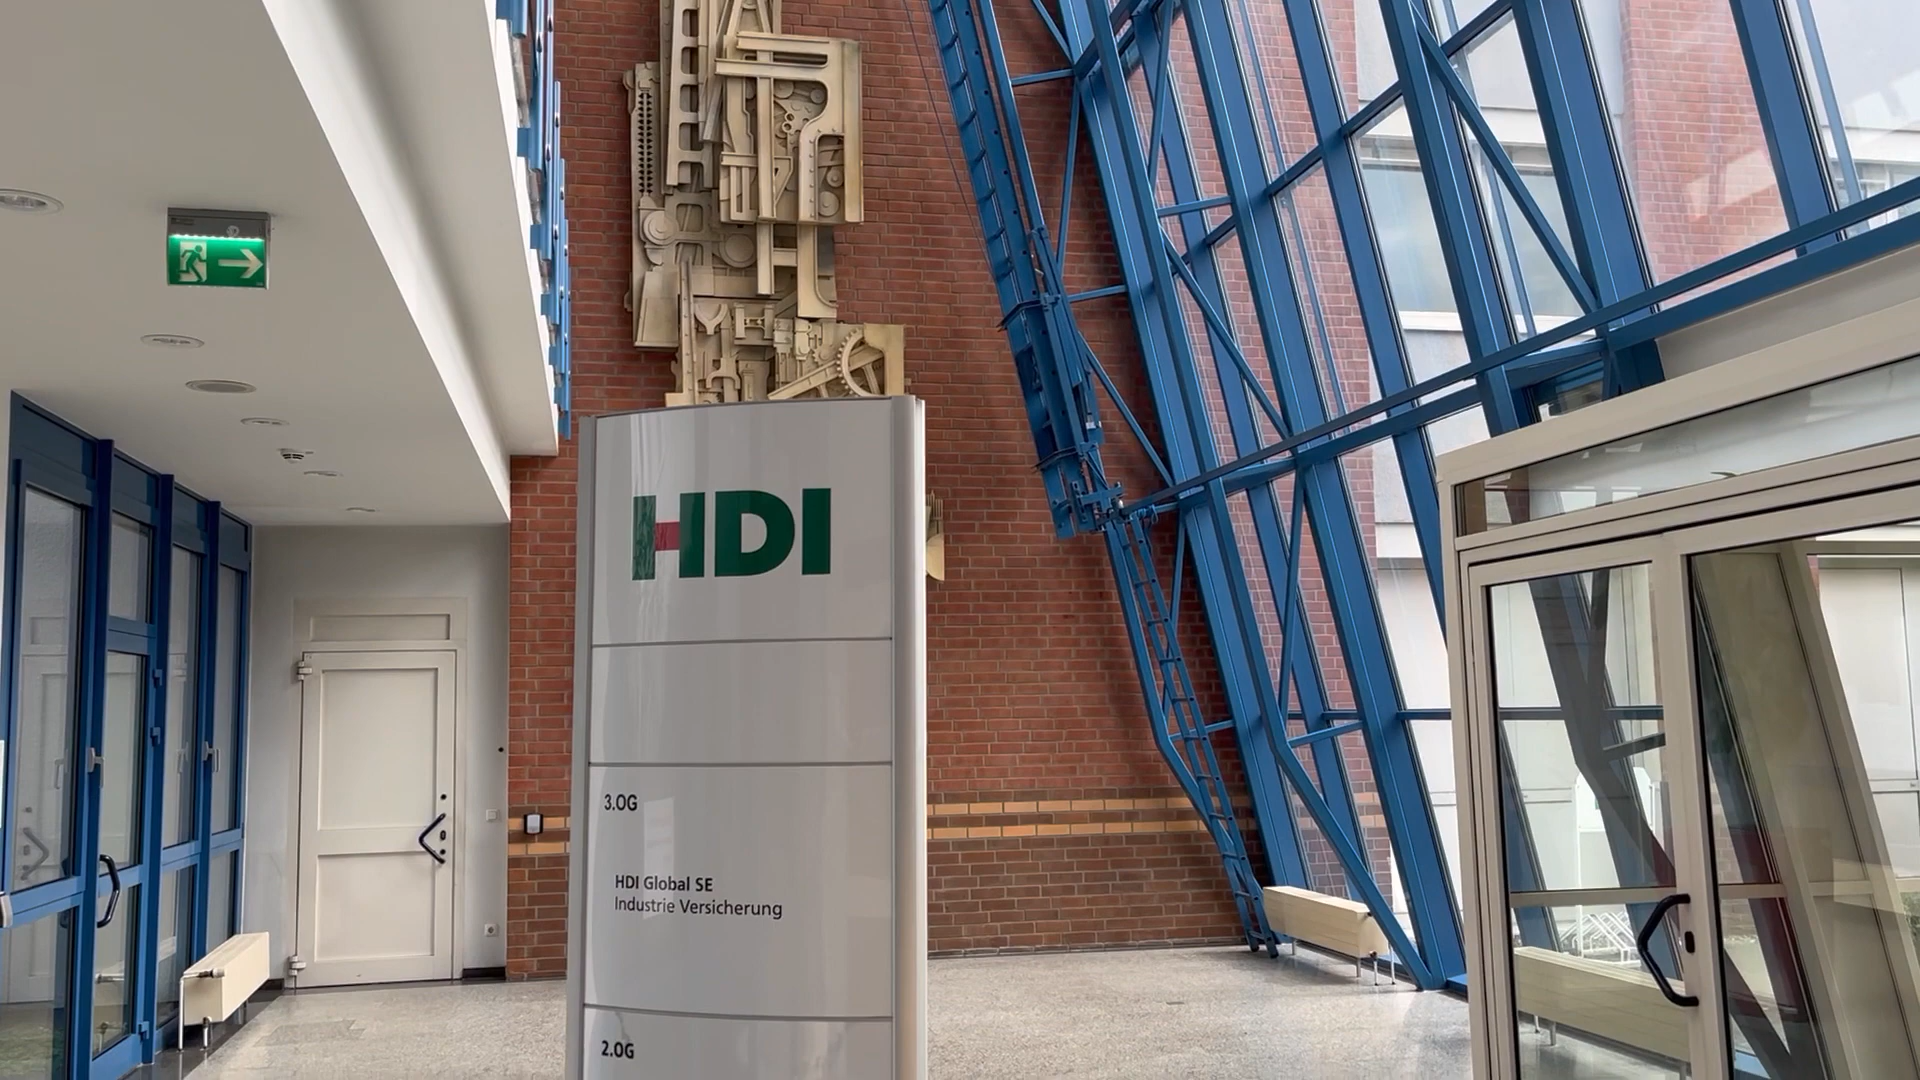 HDI
3.OG
HDI Global SE
Industrie Versicherung
2.OG